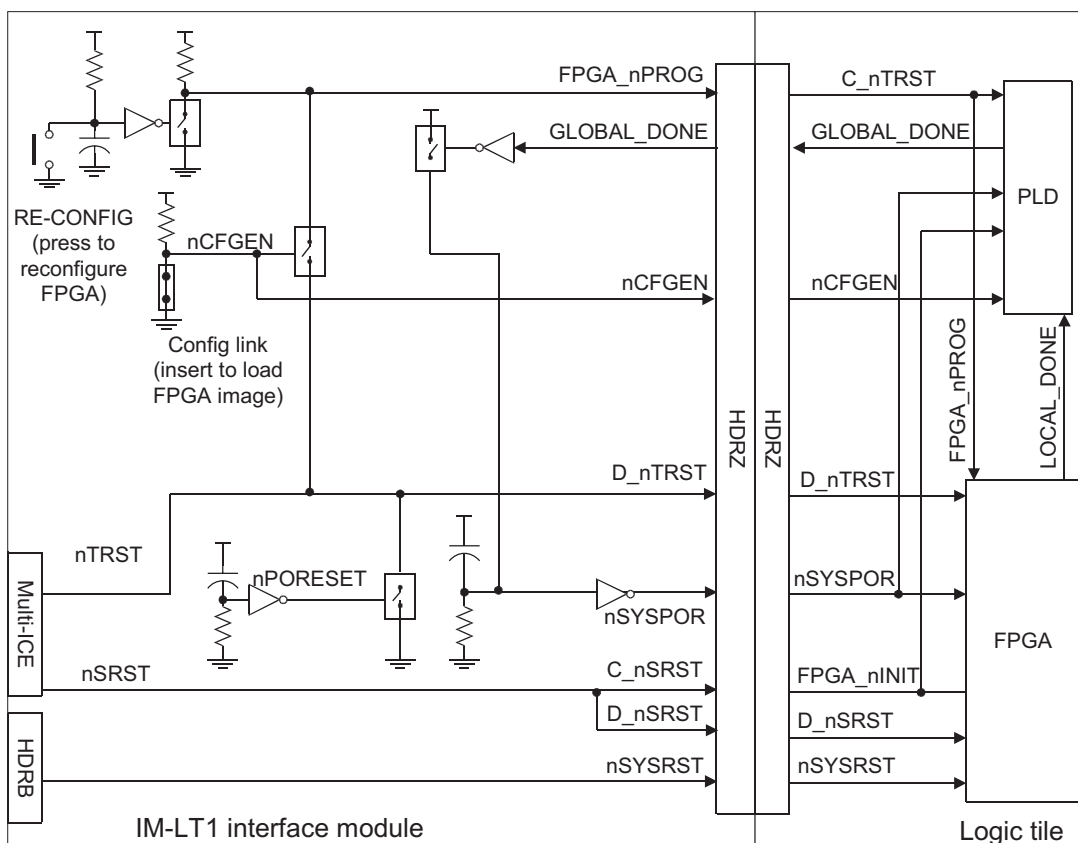 FPGA_nPROG
C_nTRST
GLOBAL_DONE
GLOBAL_DONE
PLD
RE-CONFIG
(press to
reconfigure
FPGA)
nCFGEN
nCFGEN
nCFGEN
Config link
(insert to load
FPGA image)
HDRZ
HDRZ
FPGA_nPROG
LOCAL_DONE
D_nTRST
D_nTRST
nTRST
Multi-ICE
nPORESET
nSYSPOR
nSYSPOR
FPGA
nSRST
C_nSRST
FPGA_nINIT
D_nSRST
D_nSRST
HDRB
nSYSRST
nSYSRST
IM-LT1 interface module
Logic tile